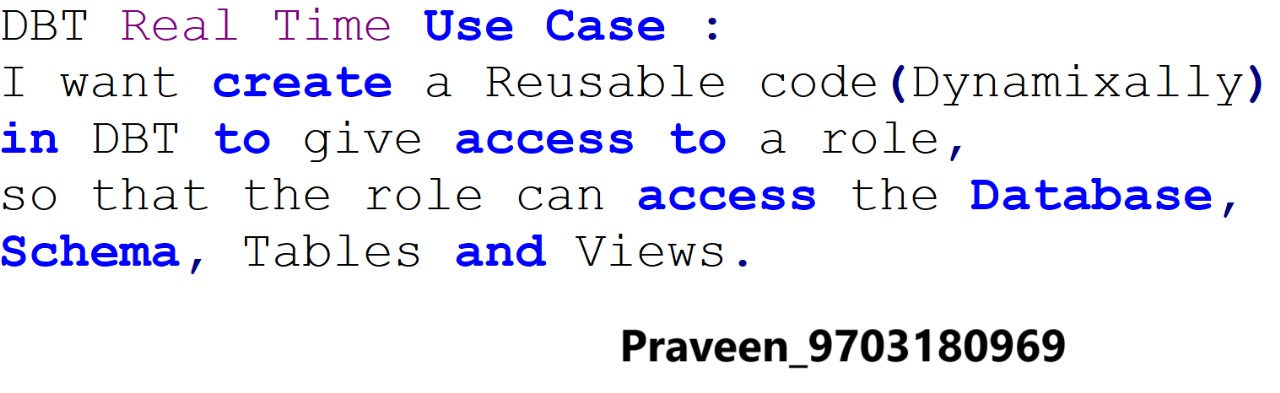 DBT Real Time Use Case :
I want create a Reusable code(Dynamixally)
in DBT to give access to a role,
so that the role can access the Database,
Schema, Tables and Views.
Praveen_9703180969